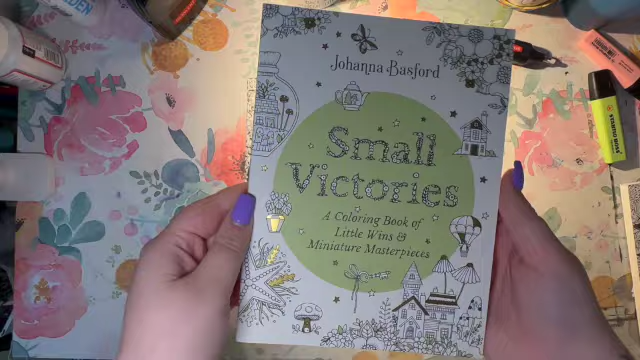 Johanna Basford
Small
Victories
A Coloring Book of
Little Wins &
Miniature Masterpieces
STABILO BOSS